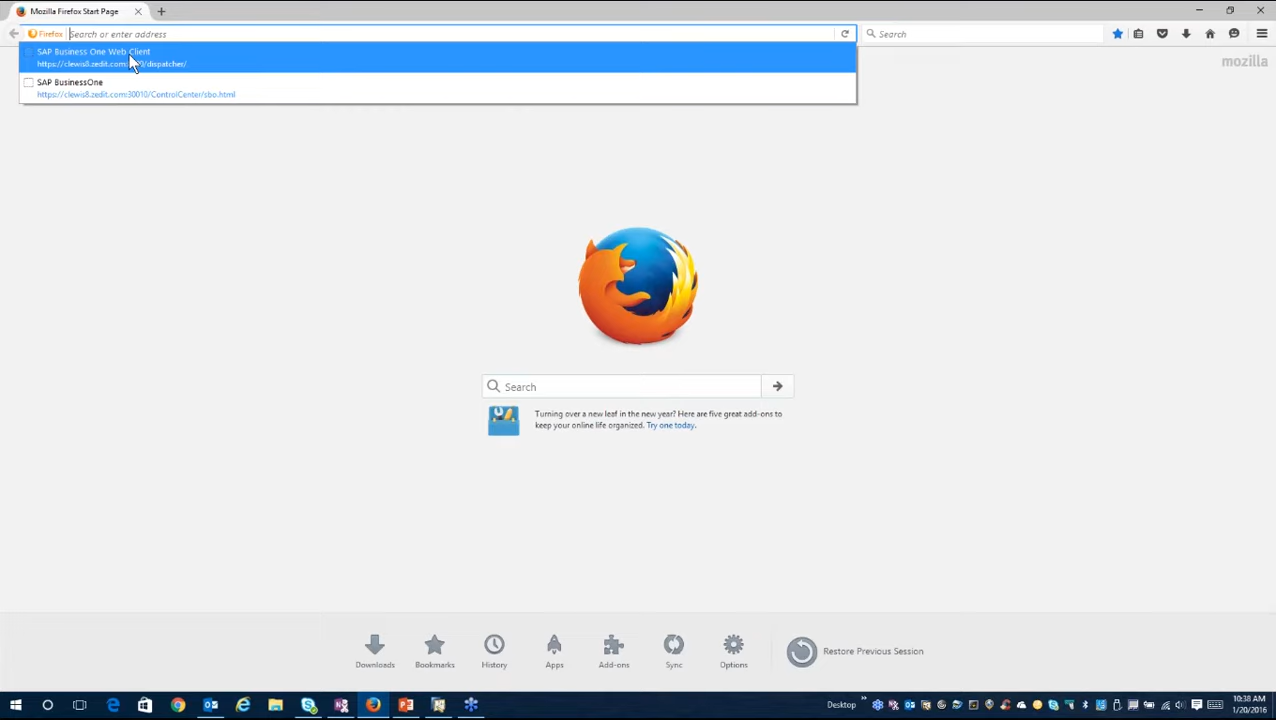 Mozilla Firefox Start Page
Firefox Search or enter address
Search
SAP Business One Web Client
https://clewis8.zedit.com: /dispatcher/
SAP BusinessOne
https://clewis8.zedit.com:30010/ControlCenter/sbo.html
mozilla
Search
Turning over a new leaf in the new year? Here are five great add-ons to
keep your online life organized. Try one today.
Downloads
Bookmarks
History
Apps
Add-ons
Sync
Options
Restore Previous Session
Desktop
10:38 AM
1/20/2016